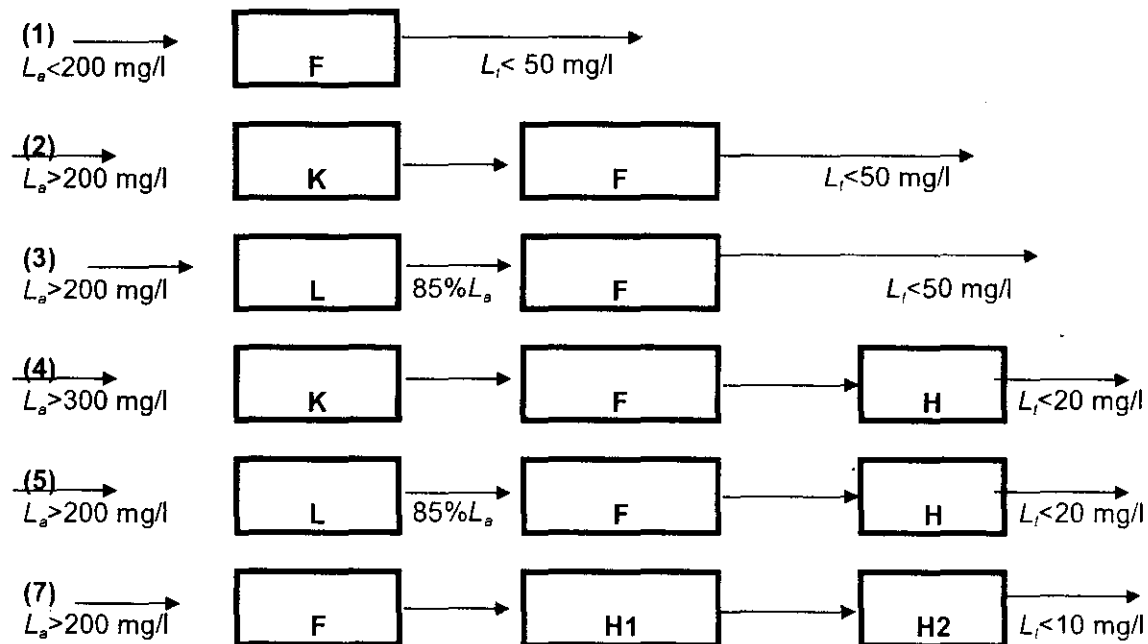 (1)
Lₐ<200 mg/l
F
Lₜ< 50 mg/l
(2)
Lₐ>200 mg/l
K
F
Lₜ<50 mg/l
(3)
Lₐ>200 mg/l
L
85%Lₐ
F
Lₜ<50 mg/l
(4)
Lₐ>300 mg/l
K
F
H
Lₜ<20 mg/l
(5)
Lₐ>200 mg/l
L
85%Lₐ
F
H
Lₜ<20 mg/l
(7)
Lₐ>200 mg/l
F
H1
H2
Lₜ<10 mg/l